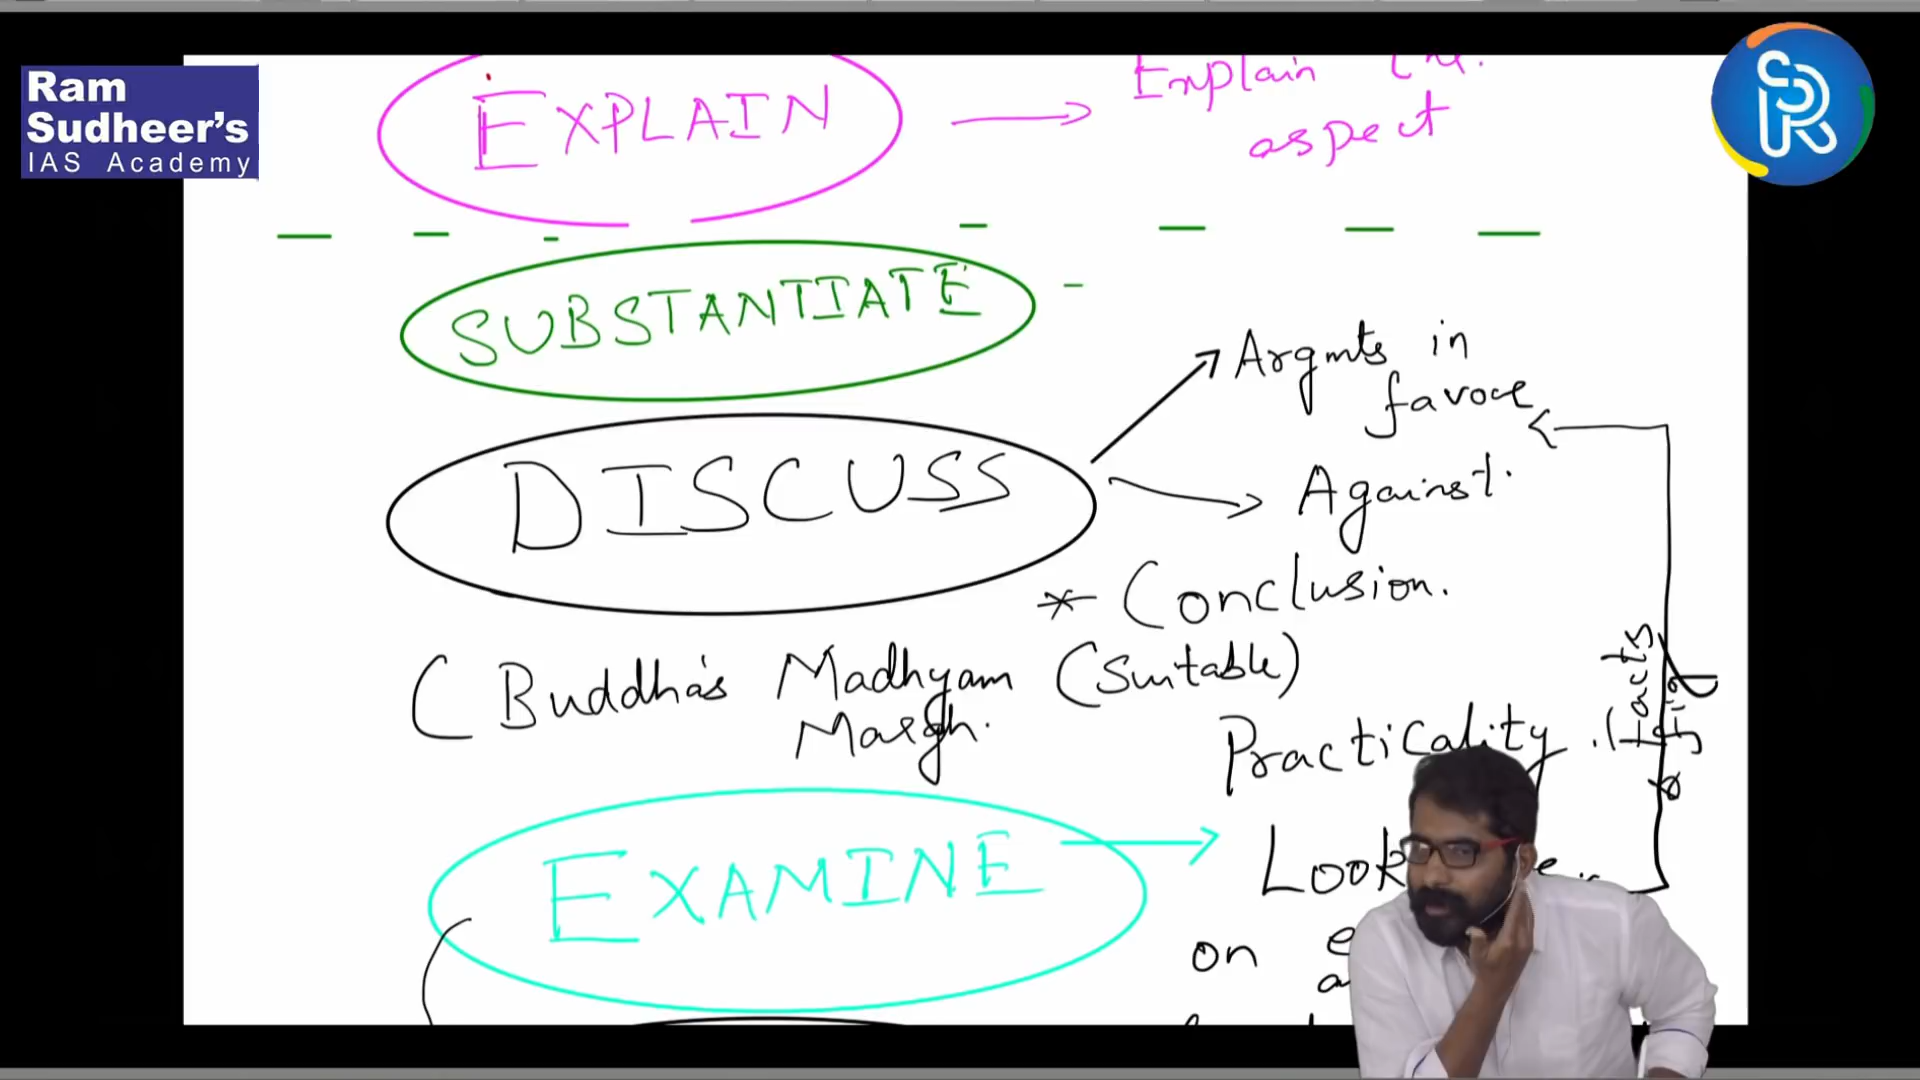 Ram
Sudheer's
IAS Academy
EXPLAIN
Explain
aspect
SUBSTANTIATE
DISCUSS
Argmts in
favour
Against.
* Conclusion.
(Buddha's Madhyam (Suitable)
Margh.
Practicality.
Facts
EXAMINE
Look
on